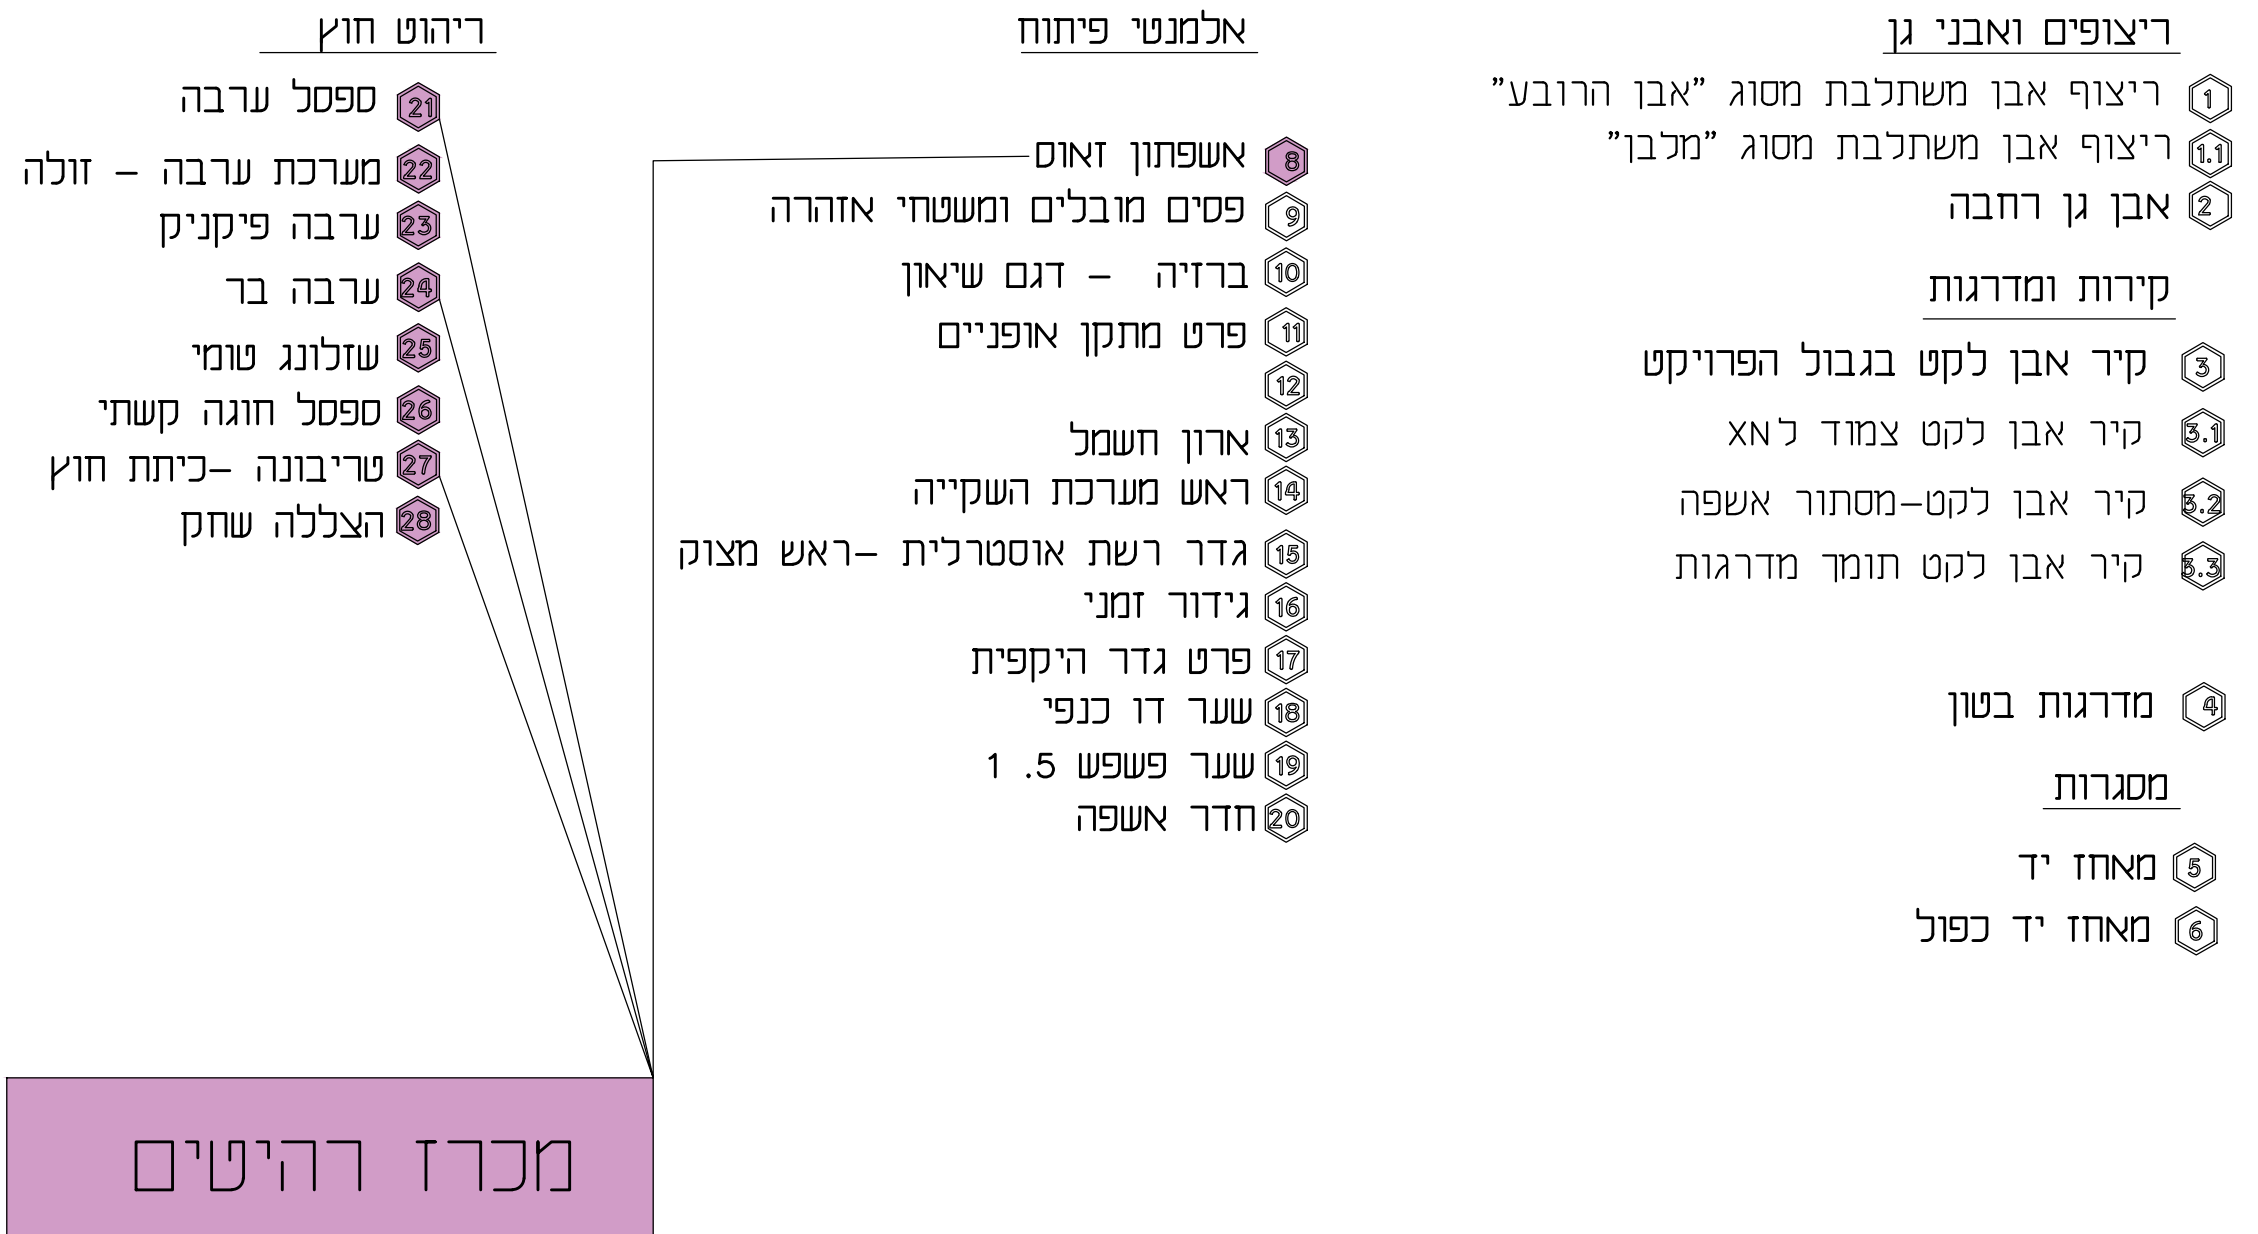 ריצופים ואבני גן
1 ריצוף אבן משתלבת מסוג "אבן הרובע"
1.1 ריצוף אבן משתלבת מסוג "מלבן"
2 אבן גן רחבה
קירות ומדרגות
3 קיר אבן לקט בגבול הפרויקט
3.1 קיר אבן לקט צמוד לXN
3.2 קיר אבן לקט-מסתור אשפה
3.3 קיר אבן לקט תומך מדרגות
4 מדרגות בטון
מסגרות
5 מאחז יד
6 מאחז יד כפול
אלמנטי פיתוח
8 אשפתון זאוס
9 פסים מובלים ומשטחי אזהרה
10 ברזיה - דגם שיאון
11 פרט מתקן אופניים
12
13 ארון חשמל
14 ראש מערכת השקייה
15 גדר רשת אוסטרלית -ראש מצוק
16 גידור זמני
17 פרט גדר היקפית
18 שער דו כנפי
19 שער פשפש 1 .5
20 חדר אשפה
ריהוט חוץ
21 ספסל ערבה
22 מערכת ערבה - זולה
23 ערבה פיקניק
24 ערבה בר
25 שזלונג טומי
26 ספסל חוגה קשתי
27 טריבונה -כיתת חוץ
28 הצללה שחק
מכרז רהיטים